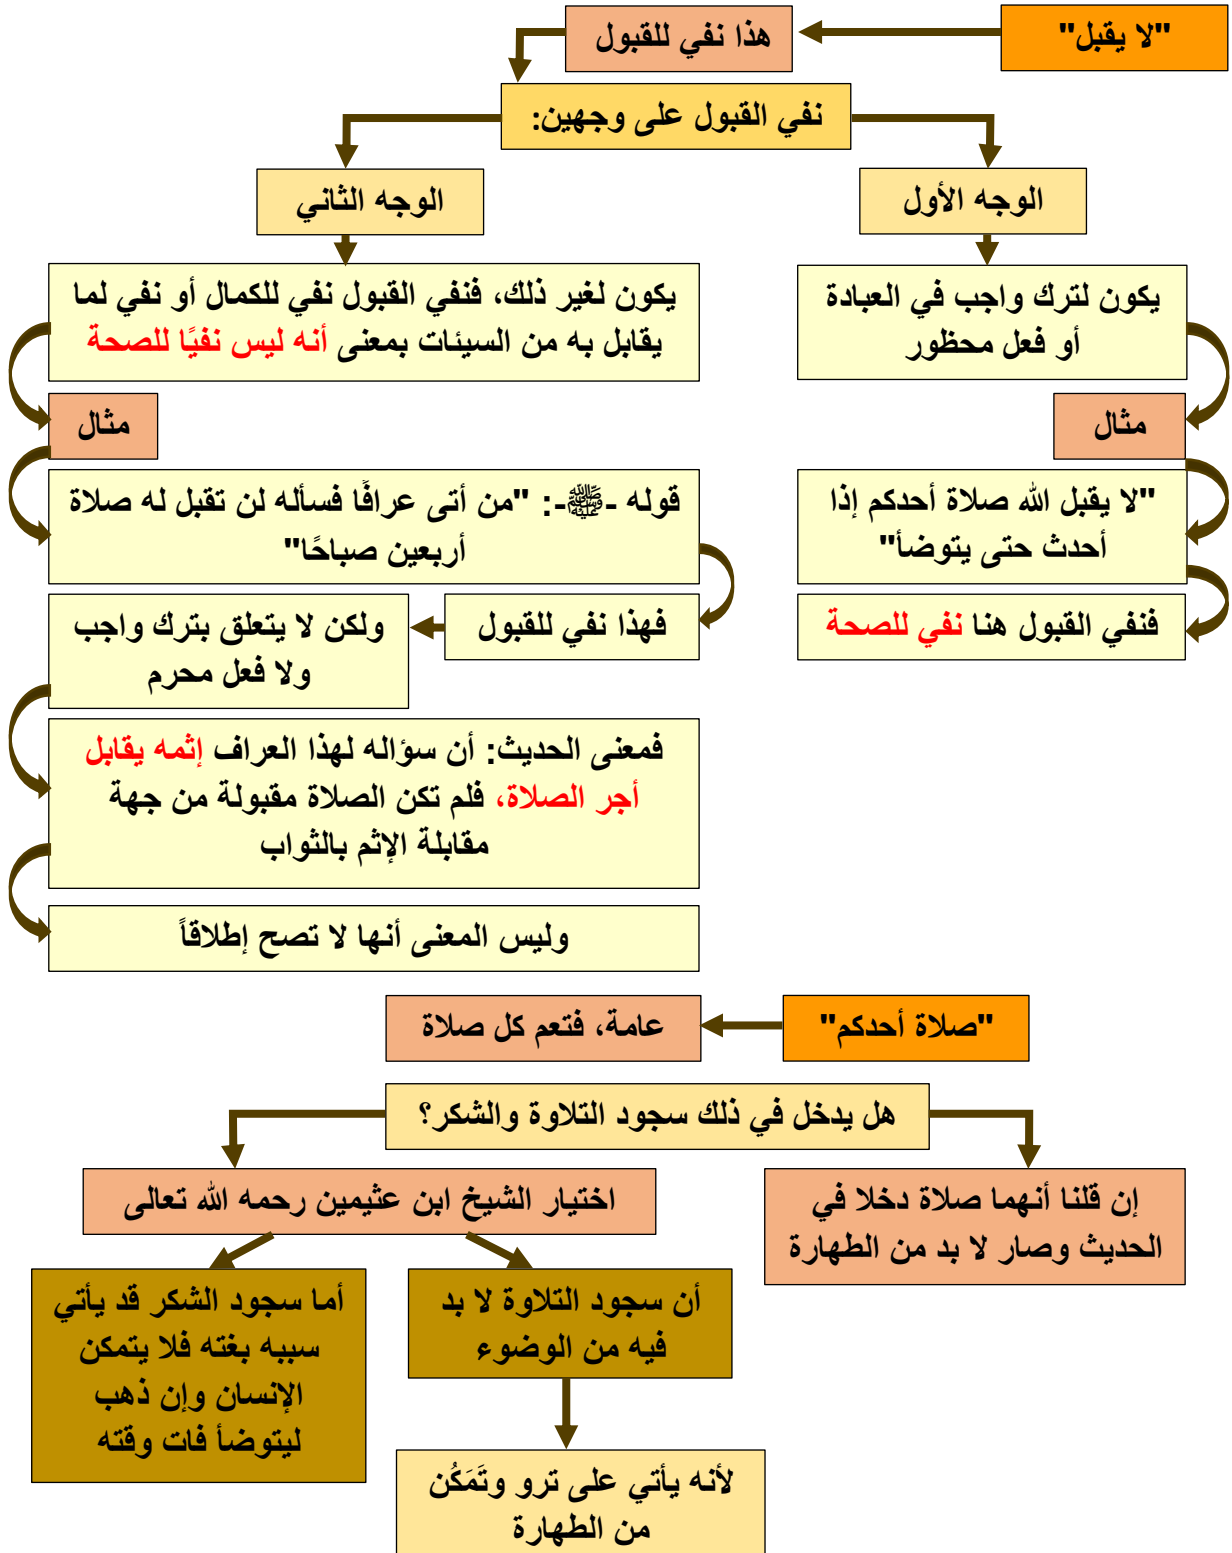 "لا يقبل"
هذا نفي للقبول
نفي القبول على وجهين:
الوجه الأول
يكون لترك واجب في العبادة
أو فعل محظور
مثال
"لا يقبل الله صلاة أحدكم إذا
أحدث حتى يتوضأ"
فنفي القبول هنا نفي للصحة
الوجه الثاني
يكون لغير ذلك، فنفي القبول نفي للكمال أو نفي لما
يقابل به من السيئات بمعنى أنه ليس نفيًا للصحة
مثال
قوله -ﷺ-: "من أتى عرافًا فسأله لن تقبل له صلاة
أربعين صباحًا"
فهذا نفي للقبول
ولكن لا يتعلق بترك واجب
ولا فعل محرم
فمعنى الحديث: أن سؤاله لهذا العراف إثمه يقابل
أجر الصلاة، فلم تكن الصلاة مقبولة من جهة
مقابلة الإثم بالثواب
وليس المعنى أنها لا تصح إطلاقاً
"صلاة أحدكم"
عامة، فتعم كل صلاة
هل يدخل في ذلك سجود التلاوة والشكر؟
إن قلنا أنهما صلاة دخلا في
الحديث وصار لا بد من الطهارة
اختيار الشيخ ابن عثيمين رحمه الله تعالى
أن سجود التلاوة لا بد
فيه من الوضوء
لأنه يأتي على ترو وتَمَكُن
من الطهارة
أما سجود الشكر قد يأتي
سببه بغته فلا يتمكن
الإنسان وإن ذهب
ليتوضأ فات وقته